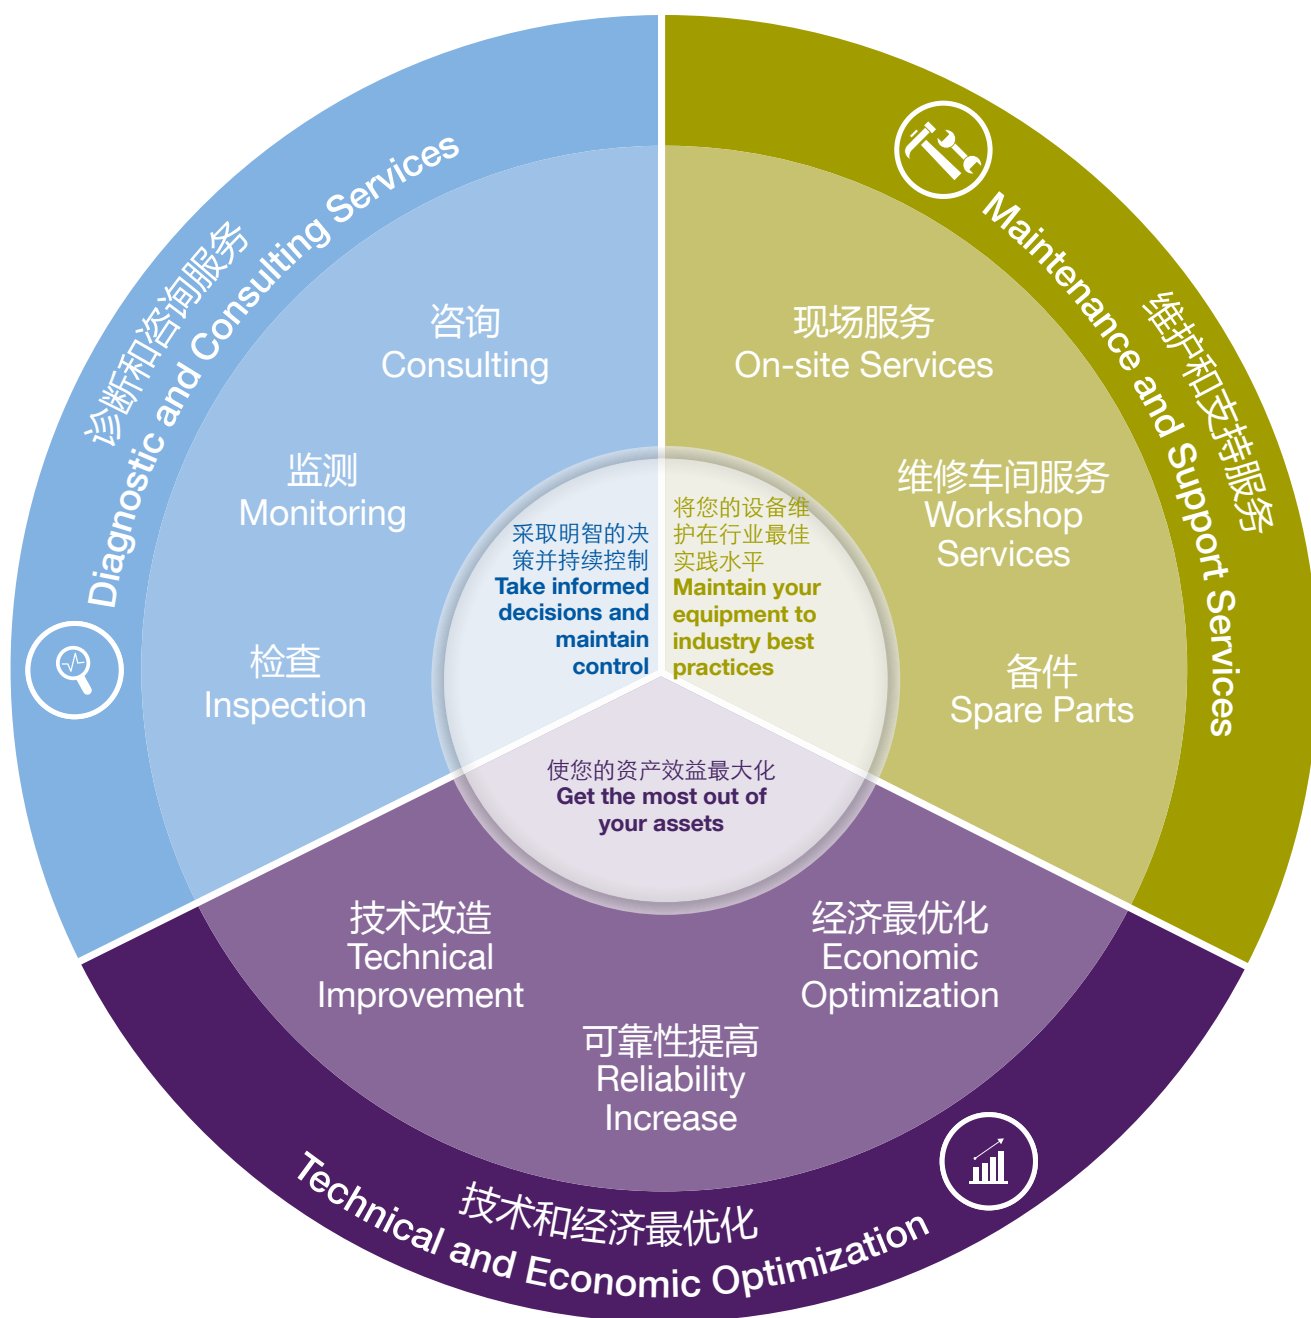 诊断和咨询服务
Diagnostic and Consulting Services
咨询
Consulting
监测
Monitoring
检查
Inspection
采取明智的决
策并持续控制
Take informed
decisions and
maintain
control
维护和支持服务
Maintenance and Support Services
现场服务
On-site Services
维修车间服务
Workshop
Services
备件
Spare Parts
将您的设备维
护在行业最佳
实践水平
Maintain your
equipment to
industry best
practices
使您的资产效益最大化
Get the most out of
your assets
技术改造
Technical
Improvement
可靠性提高
Reliability
Increase
经济最优化
Economic
Optimization
技术和经济最优化
Technical and Economic Optimization